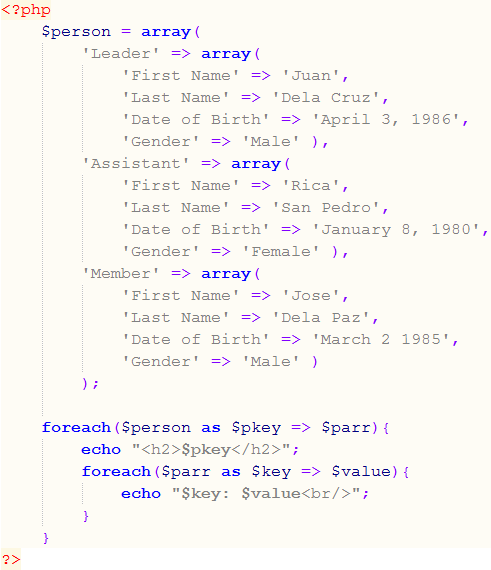 <?php
    $person = array(
        'Leader' => array(
            'First Name' => 'Juan',
            'Last Name' => 'Dela Cruz',
            'Date of Birth' => 'April 3, 1986',
            'Gender' => 'Male' ),
        'Assistant' => array(
            'First Name' => 'Rica',
            'Last Name' => 'San Pedro',
            'Date of Birth' => 'January 8, 1980',
            'Gender' => 'Female' ),
        'Member' => array(
            'First Name' => 'Jose',
            'Last Name' => 'Dela Paz',
            'Date of Birth' => 'March 2 1985',
            'Gender' => 'Male' )
        );

    foreach($person as $pkey => $parr){
        echo "<h2>$pkey</h2>";
        foreach($parr as $key => $value){
            echo "$key: $value<br/>";
        }
    }
?>